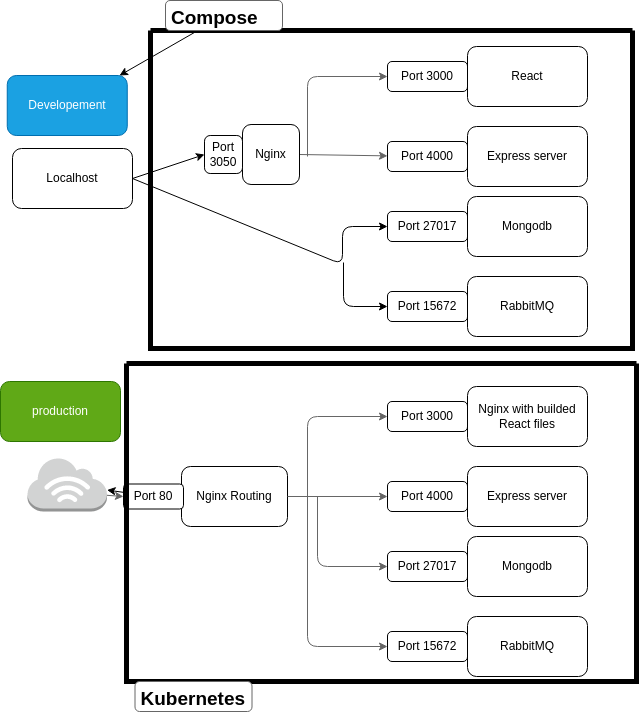 Compose
Developement
Localhost
Port
3050
Nginx
Port 3000
React
Port 4000
Express server
Port 27017
Mongodb
Port 15672
RabbitMQ
production
Port 80
Nginx Routing
Port 3000
Nginx with builded
React files
Port 4000
Express server
Port 27017
Mongodb
Port 15672
RabbitMQ
Kubernetes